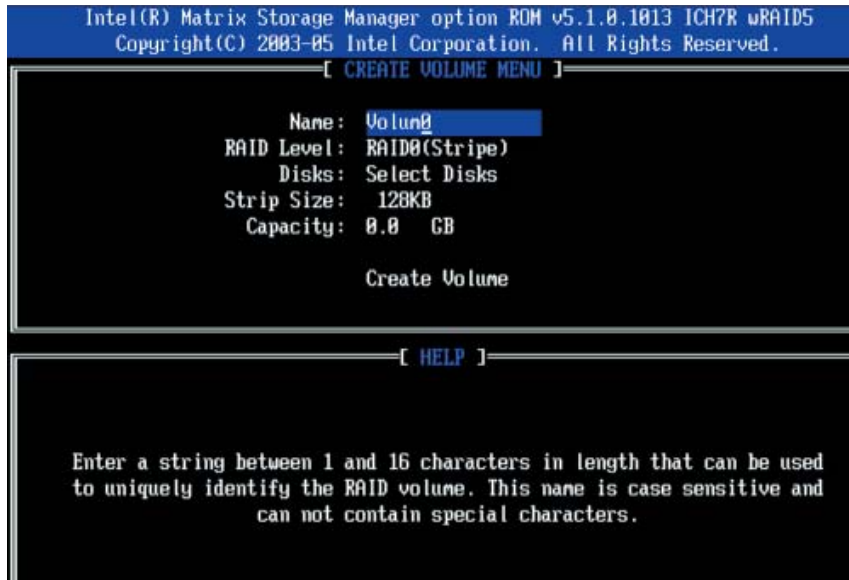 Intel(R) Matrix Storage Manager option ROM v5.1.0.1013 ICH7R wRAID5
Copyright(C) 2003-05 Intel Corporation. All Rights Reserved.
[ CREATE VOLUME MENU ]
Name: Volum0
RAID Level: RAID0(Stripe)
Disks: Select Disks
Strip Size: 128KB
Capacity: 0.0 GB
Create Volume
[ HELP ]
Enter a string between 1 and 16 characters in length that can be used
to uniquely identify the RAID volume. This name is case sensitive and
can not contain special characters.